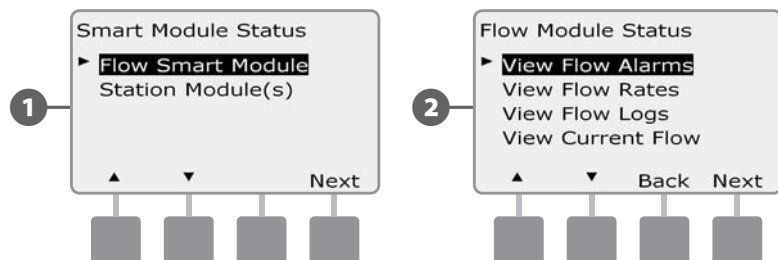 1
Smart Module Status
► Flow Smart Module
Station Module(s)
▲ ▼ Next
2
Flow Module Status
► View Flow Alarms
View Flow Rates
View Flow Logs
View Current Flow
▲ ▼ Back Next